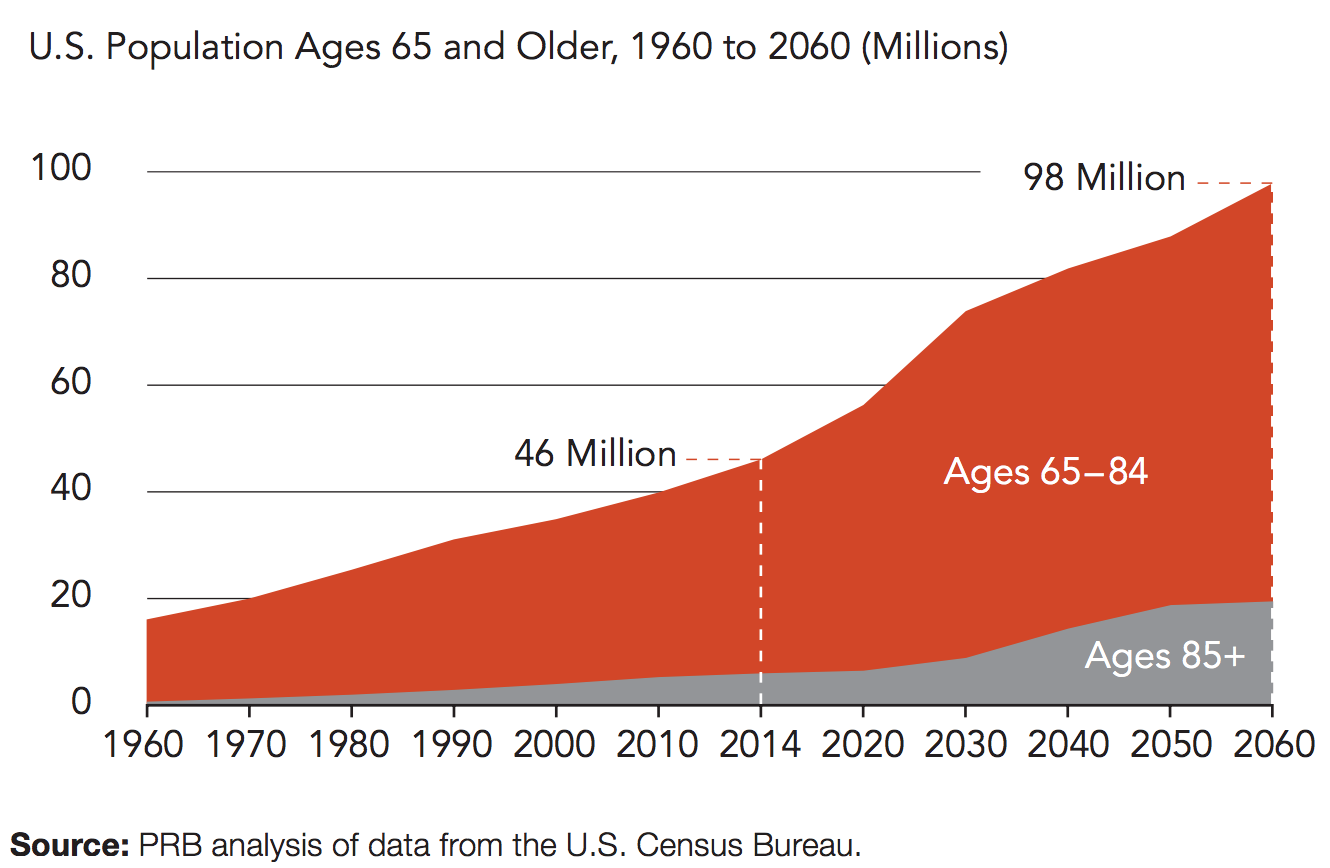 U.S. Population Ages 65 and Older, 1960 to 2060 (Millions)
100
98 Million
80
60
46 Million
40
Ages 65–84
20
Ages 85+
0
1960 1970 1980 1990 2000 2010 2014 2020 2030 2040 2050 2060
Source: PRB analysis of data from the U.S. Census Bureau.